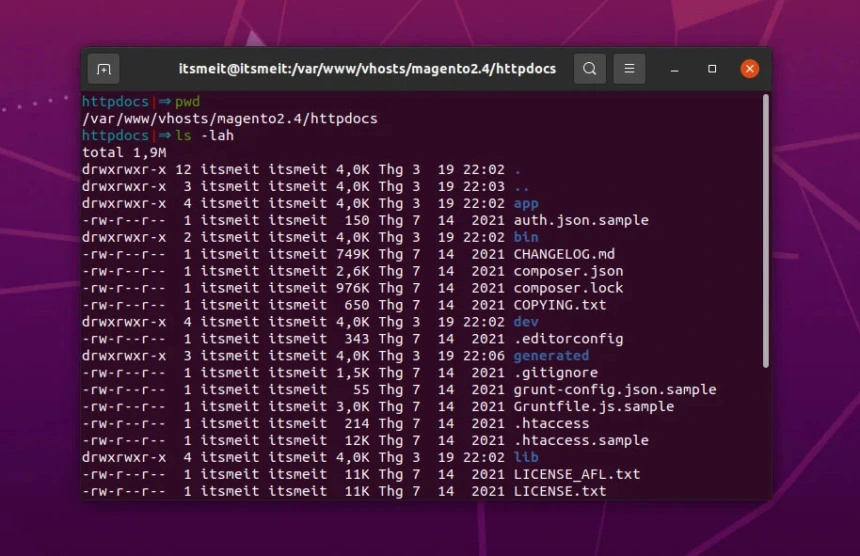 itsmeit@itsmeit:/var/www/vhosts/magento2.4/httpdocs
httpdocs|⇒ pwd
/var/www/vhosts/magento2.4/httpdocs
httpdocs|⇒ ls -lah
total 1,9M
drwxrwxr-x 12 itsmeit itsmeit 4,0K Thg 3  19 22:02 .
drwxrwxr-x  3 itsmeit itsmeit 4,0K Thg 3  19 22:03 ..
drwxrwxr-x  4 itsmeit itsmeit 4,0K Thg 3  19 22:02 app
-rw-r--r--  1 itsmeit itsmeit  150 Thg 7  14  2021 auth.json.sample
drwxrwxr-x  2 itsmeit itsmeit 4,0K Thg 3  19 22:02 bin
-rw-r--r--  1 itsmeit itsmeit 749K Thg 7  14  2021 CHANGELOG.md
-rw-r--r--  1 itsmeit itsmeit 2,6K Thg 7  14  2021 composer.json
-rw-r--r--  1 itsmeit itsmeit 976K Thg 7  14  2021 composer.lock
-rw-r--r--  1 itsmeit itsmeit  650 Thg 7  14  2021 COPYING.txt
drwxrwxr-x  4 itsmeit itsmeit 4,0K Thg 3  19 22:02 dev
-rw-r--r--  1 itsmeit itsmeit  343 Thg 7  14  2021 .editorconfig
drwxrwxr-x  3 itsmeit itsmeit 4,0K Thg 3  19 22:06 generated
-rw-r--r--  1 itsmeit itsmeit 1,5K Thg 7  14  2021 .gitignore
-rw-r--r--  1 itsmeit itsmeit   55 Thg 7  14  2021 grunt-config.json.sample
-rw-r--r--  1 itsmeit itsmeit 3,0K Thg 7  14  2021 Gruntfile.js.sample
-rw-r--r--  1 itsmeit itsmeit  214 Thg 7  14  2021 .htaccess
-rw-r--r--  1 itsmeit itsmeit  12K Thg 7  14  2021 .htaccess.sample
drwxrwxr-x  4 itsmeit itsmeit 4,0K Thg 3  19 22:02 lib
-rw-r--r--  1 itsmeit itsmeit  11K Thg 7  14  2021 LICENSE_AFL.txt
-rw-r--r--  1 itsmeit itsmeit  11K Thg 7  14  2021 LICENSE.txt